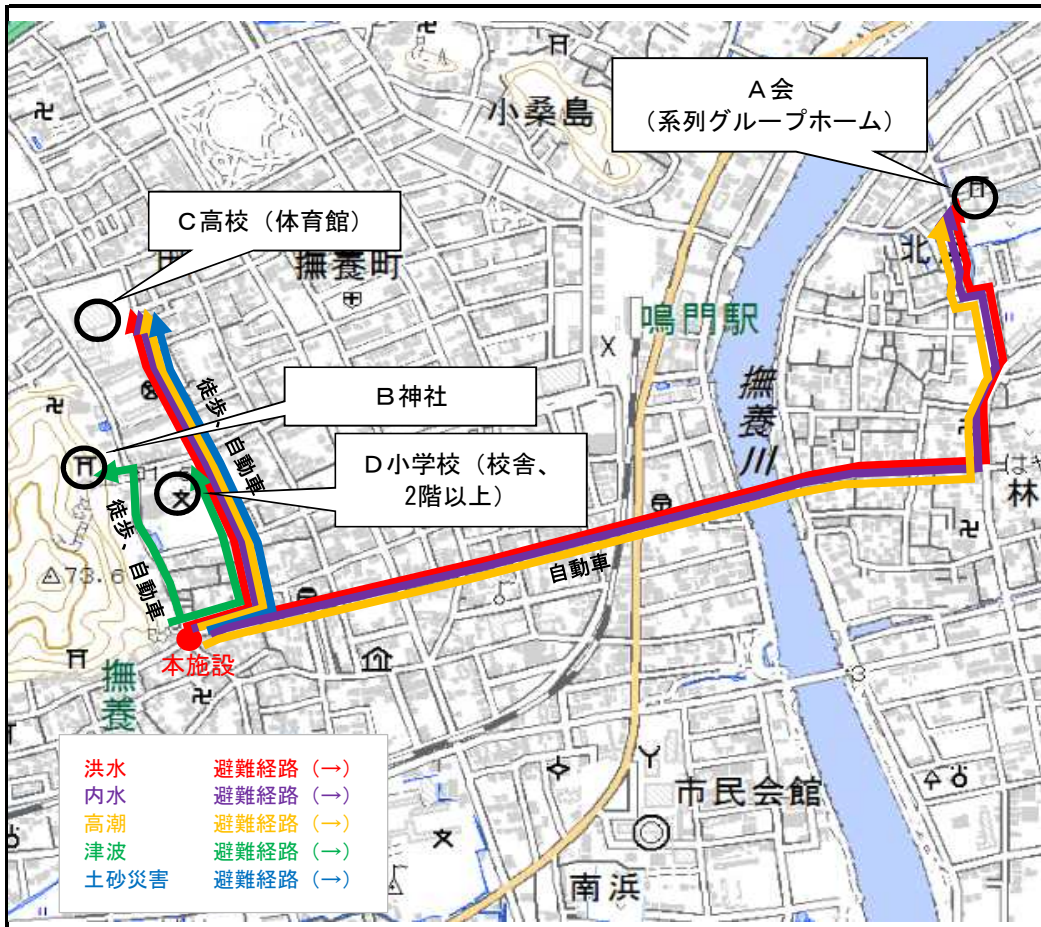 小桑島
A会
(系列グループホーム)
C高校(体育館)
撫養町
鳴門駅
B神社
撫養川
D小学校(校舎、
2階以上)
徒歩、自動車
徒歩、自動車
自動車
林
73.6
本施設
撫養
市民会館
南浜
洪水 避難経路(→)
内水 避難経路(→)
高潮 避難経路(→)
津波 避難経路(→)
土砂災害 避難経路(→)